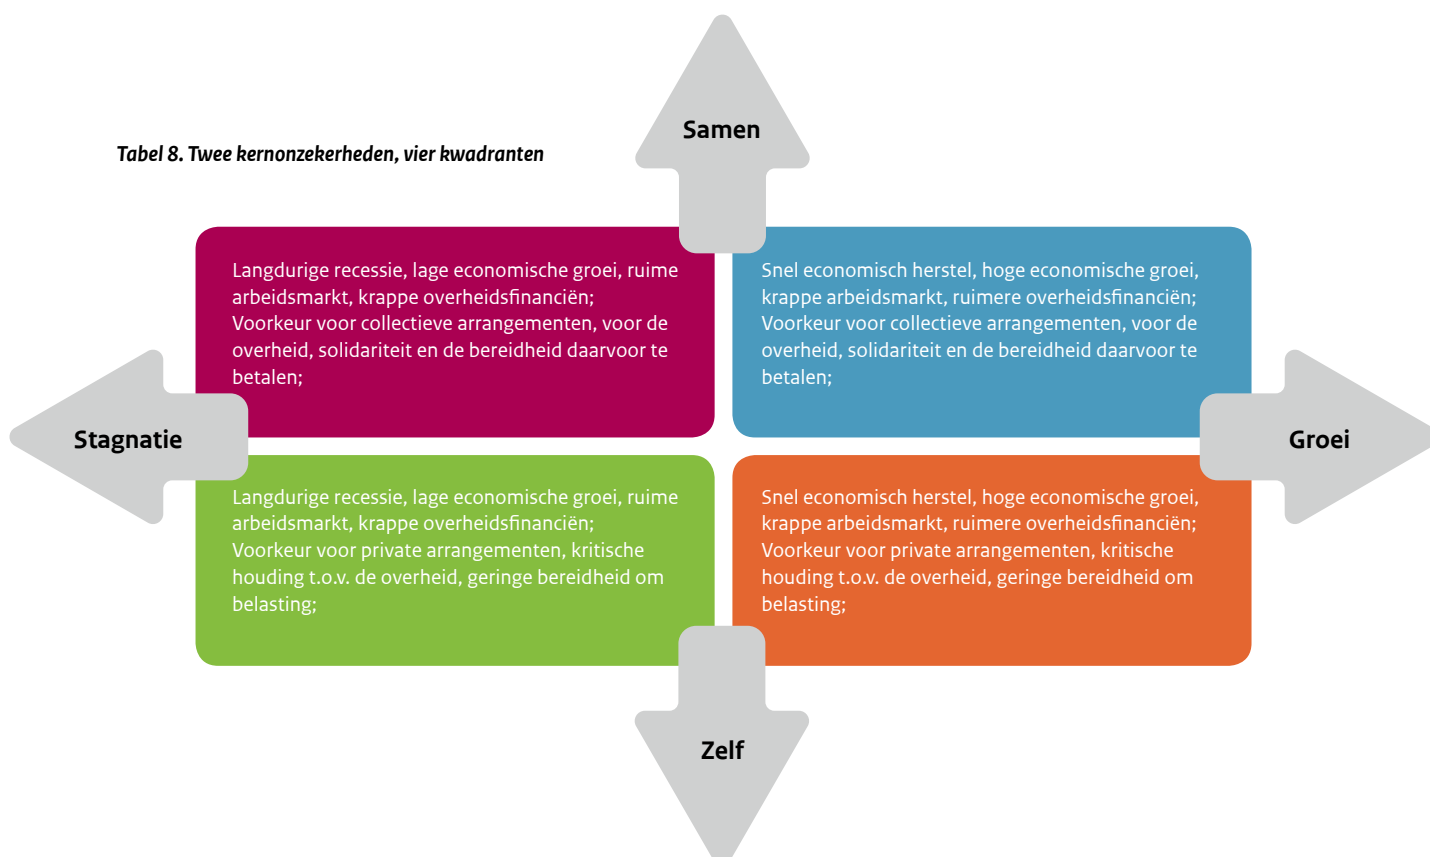 Samen
Tabel 8. Twee kernonzekerheden, vier kwadranten
Langdurige recessie, lage economische groei, ruime
arbeidsmarkt, krappe overheidsfinanciën;
Voorkeur voor collectieve arrangementen, voor de
overheid, solidariteit en de bereidheid daarvoor te
betalen;
Snel economisch herstel, hoge economische groei,
krappe arbeidsmarkt, ruimere overheidsfinanciën;
Voorkeur voor collectieve arrangementen, voor de
overheid, solidariteit en de bereidheid daarvoor te
betalen;
Stagnatie
Groei
Langdurige recessie, lage economische groei, ruime
arbeidsmarkt, krappe overheidsfinanciën;
Voorkeur voor private arrangementen, kritische
houding t.o.v. de overheid, geringe bereidheid om
belasting;
Snel economisch herstel, hoge economische groei,
krappe arbeidsmarkt, ruimere overheidsfinanciën;
Voorkeur voor private arrangementen, kritische
houding t.o.v. de overheid, geringe bereidheid om
belasting;
Zelf